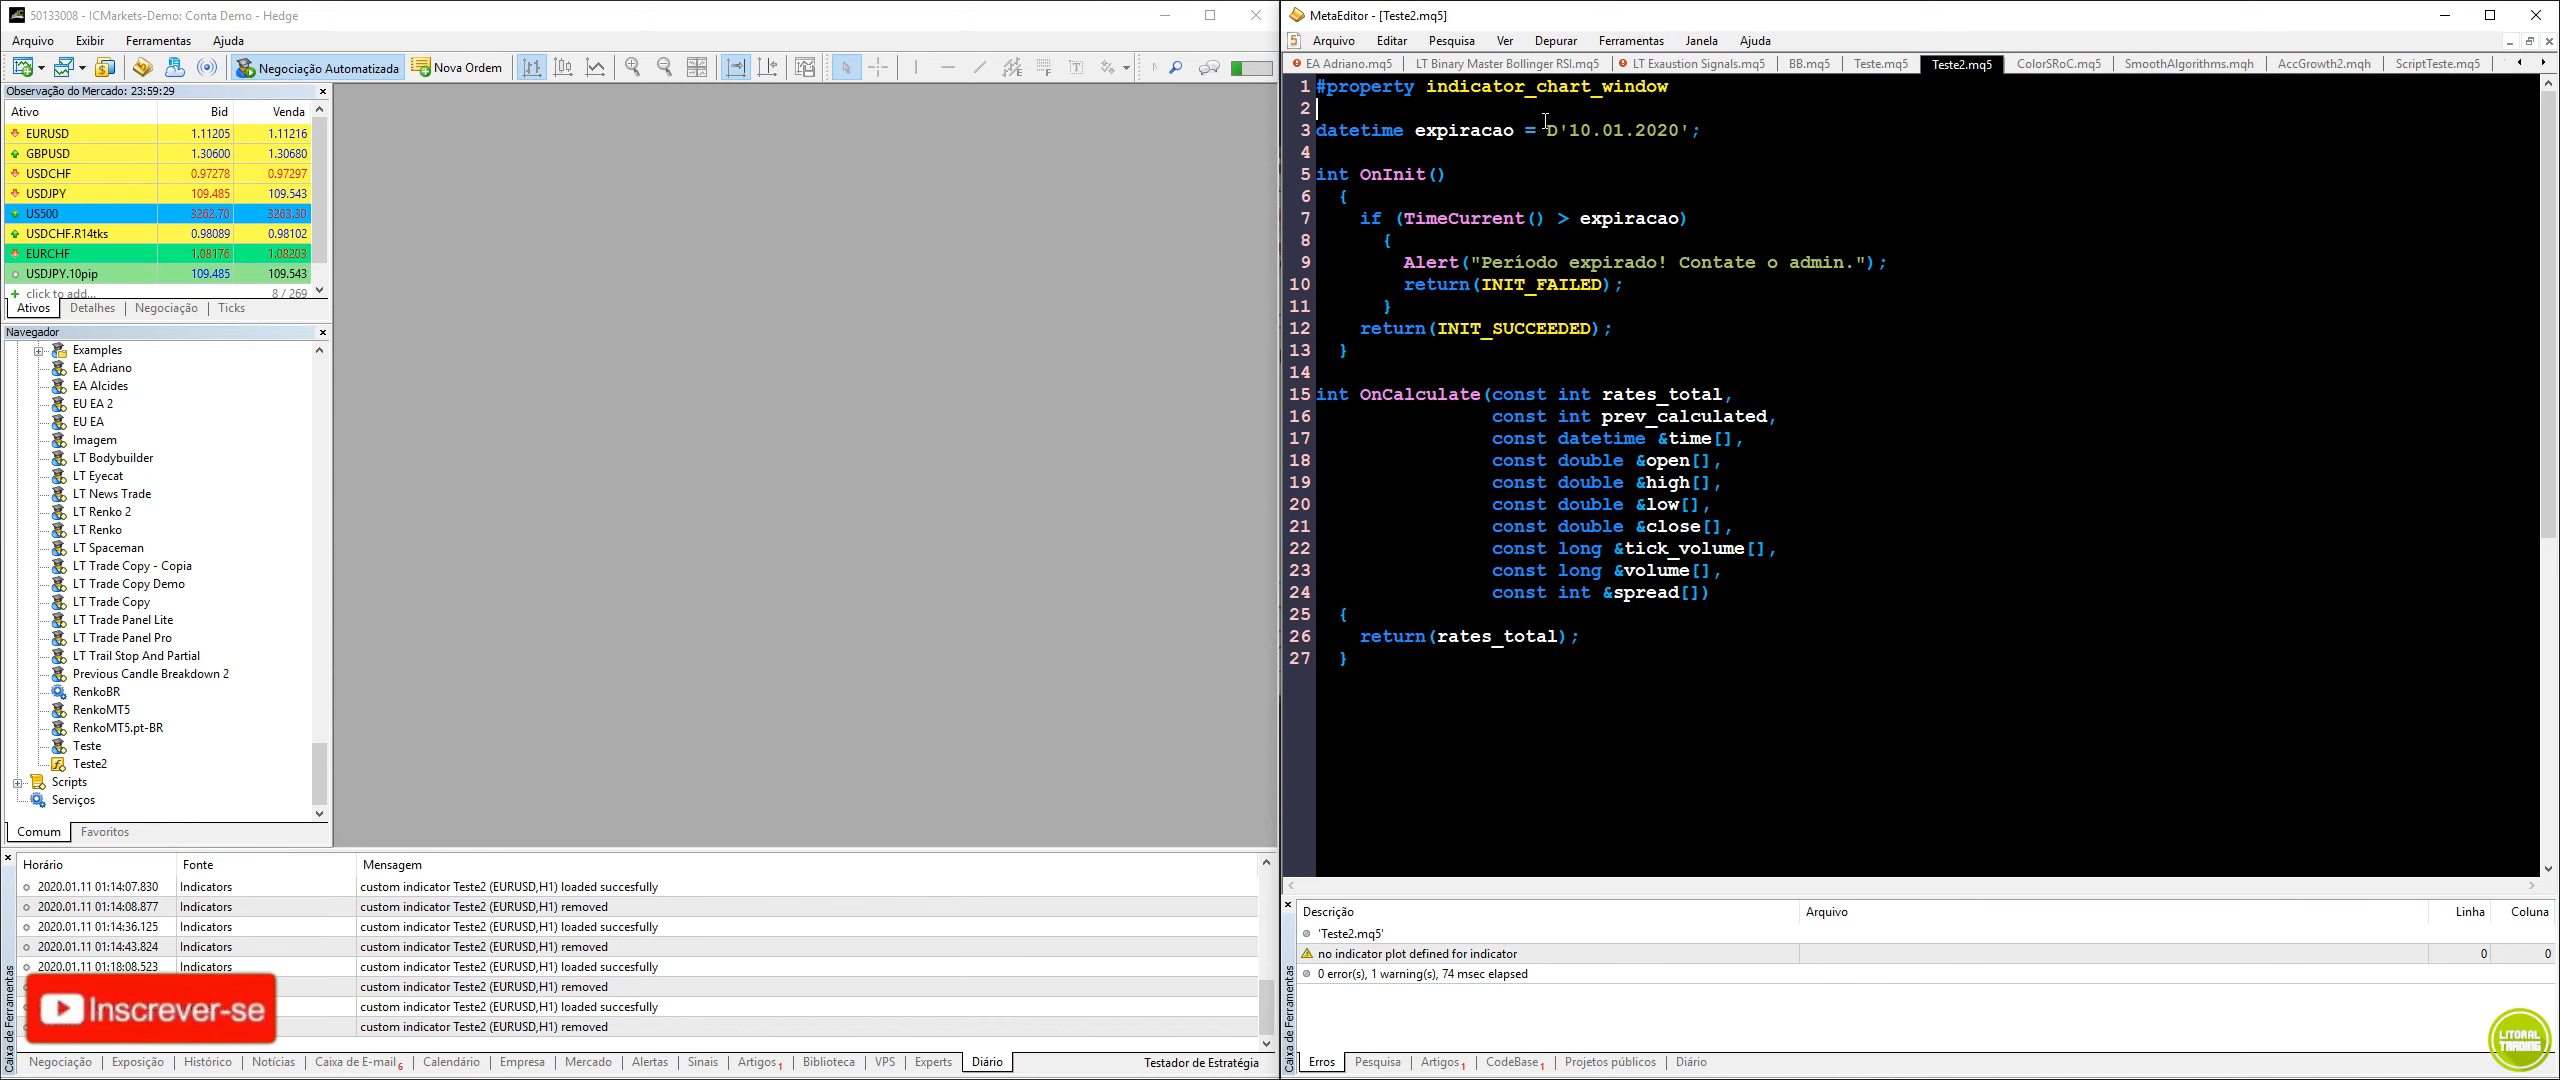 50133008 - ICMarkets-Demo: Conta Demo - Hedge
Arquivo Exibir Ferramentas Ajuda
Negociação Automatizada Nova Ordem
Observação do Mercado: 23:59:29
Ativo Bid Venda
EURUSD 1.11205 1.11216
GBPUSD 1.30600 1.30680
USDCHF 0.97278 0.97297
USDJPY 109.485 109.543
US500 3262.70 3263.30
USDCHF.R14tks 0.98089 0.98102
EURCHF 1.08176 1.08203
USDJPY.10pip 109.485 109.543
click to add... 8 / 269
Ativos Detalhes Negociação Ticks
Navegador
Examples
EA Adriano
EA Alcides
EU EA 2
EU EA
Imagem
LT Bodybuilder
LT Eyecat
LT News Trade
LT Renko 2
LT Renko
LT Spaceman
LT Trade Copy - Copia
LT Trade Copy Demo
LT Trade Copy
LT Trade Panel Lite
LT Trade Panel Pro
LT Trail Stop And Partial
Previous Candle Breakdown 2
RenkoBR
RenkoMT5
RenkoMT5.pt-BR
Teste
Teste2
Scripts
Serviços
Comum Favoritos
Horário Fonte Mensagem
2020.01.11 01:14:07.830 Indicators custom indicator Teste2 (EURUSD,H1) loaded succesfully
2020.01.11 01:14:08.877 Indicators custom indicator Teste2 (EURUSD,H1) removed
2020.01.11 01:14:36.125 Indicators custom indicator Teste2 (EURUSD,H1) loaded succesfully
2020.01.11 01:14:43.824 Indicators custom indicator Teste2 (EURUSD,H1) removed
2020.01.11 01:18:08.523 Indicators custom indicator Teste2 (EURUSD,H1) loaded succesfully
custom indicator Teste2 (EURUSD,H1) removed
custom indicator Teste2 (EURUSD,H1) loaded succesfully
custom indicator Teste2 (EURUSD,H1) removed
Inscrever-se
Caixa de Ferramentas
Negociação Exposição Histórico Notícias Caixa de E-mail 6 Calendário Empresa Mercado Alertas Sinais Artigos 1 Biblioteca VPS Experts Diário Testador de Estratégia
MetaEditor - [Teste2.mq5]
Arquivo Editar Pesquisa Ver Depurar Ferramentas Janela Ajuda
EA Adriano.mq5 LT Binary Master Bollinger RSI.mq5 LT Exaustion Signals.mq5 BB.mq5 Teste.mq5 Teste2.mq5 ColorSRoC.mq5 SmoothAlgorithms.mqh AccGrowth2.mqh ScriptTeste.mq5
1 #property indicator_chart_window
2
3 datetime expiracao = D'10.01.2020';
4
5 int OnInit()
6 {
7 if (TimeCurrent() > expiracao)
8 {
9 Alert("Período expirado! Contate o admin.");
10 return(INIT_FAILED);
11 }
12 return(INIT_SUCCEEDED);
13 }
14
15 int OnCalculate(const int rates_total,
16 const int prev_calculated,
17 const datetime &time[],
18 const double &open[],
19 const double &high[],
20 const double &low[],
21 const double &close[],
22 const long &tick_volume[],
23 const long &volume[],
24 const int &spread[])
25 {
26 return(rates_total);
27 }
Descrição Arquivo Linha Coluna
'Teste2.mq5'
no indicator plot defined for indicator 0 0
0 error(s), 1 warning(s), 74 msec elapsed
LITORAL
TRADING
Caixa de Ferramentas
Erros Pesquisa Artigos 1 CodeBase 1 Projetos públicos Diário